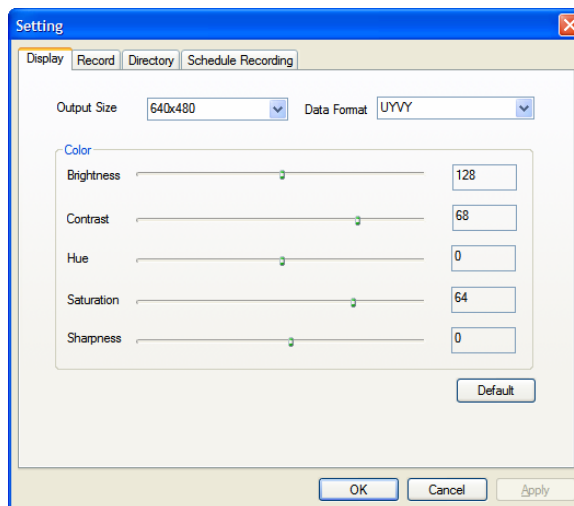 Setting
Display Record Directory Schedule Recording
Output Size 640x480 Data Format UYVY
Color
Brightness 128
Contrast 68
Hue 0
Saturation 64
Sharpness 0
Default
OK Cancel Apply